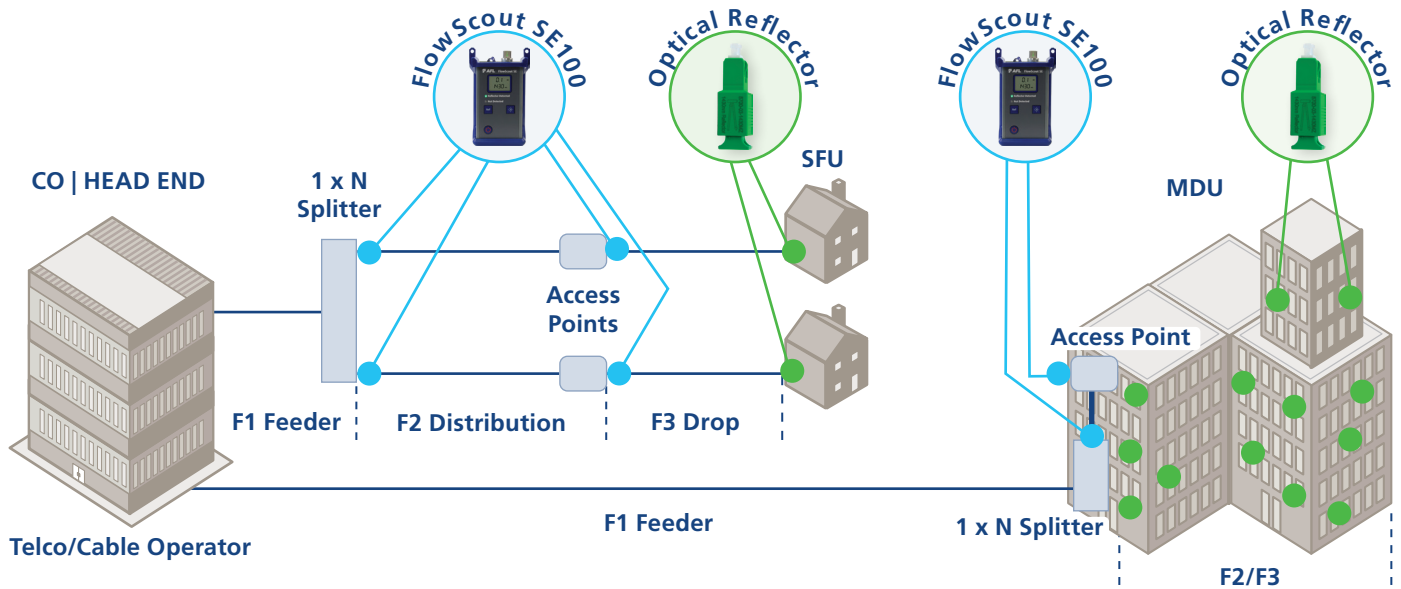 FlowScout SE100
Optical Reflector
FlowScout SE100
Optical Reflector
CO | HEAD END
1 x N
Splitter
SFU
MDU
Access
Points
Access Point
F1 Feeder
F2 Distribution
F3 Drop
F1 Feeder
1 x N Splitter
Telco/Cable Operator
F2/F3